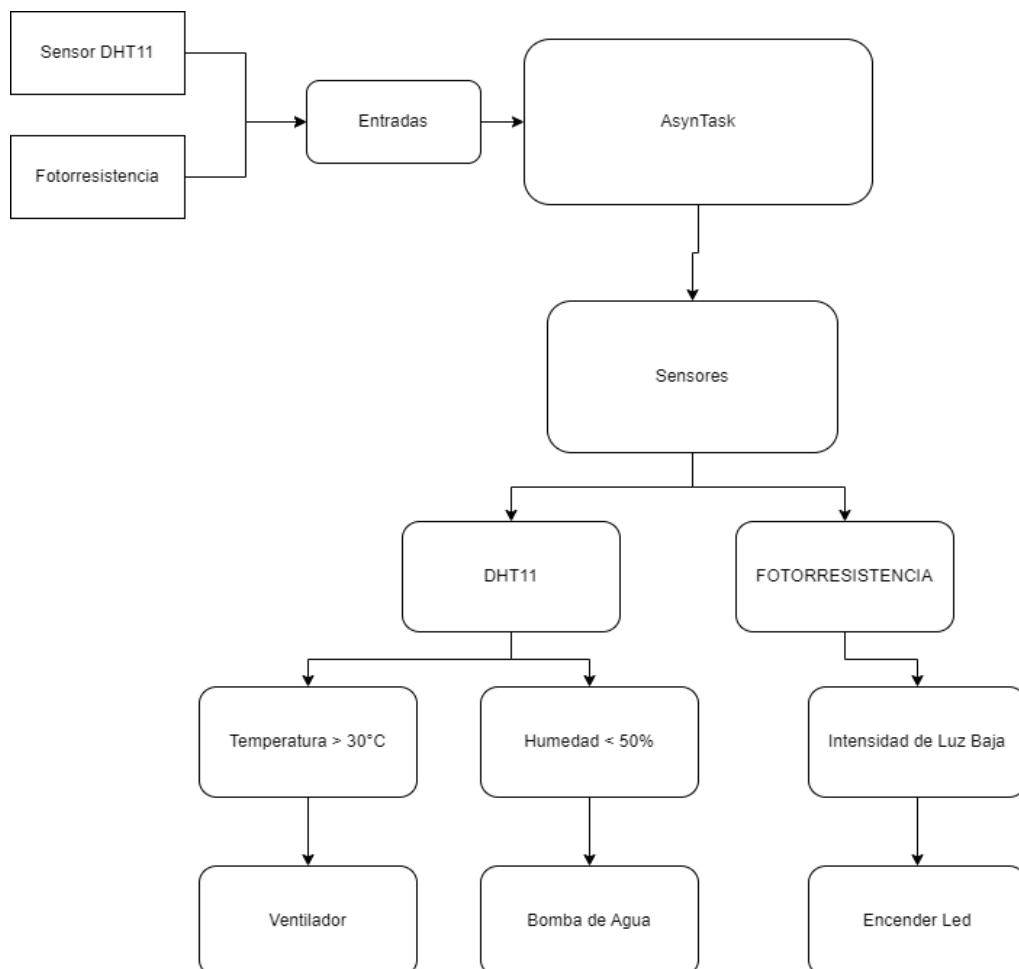 Sensor DHT11
Fotorresistencia
Entradas
AsynTask
Sensores
DHT11
FOTORRESISTENCIA
Temperatura > 30°C
Humedad < 50%
Intensidad de Luz Baja
Ventilador
Bomba de Agua
Encender Led